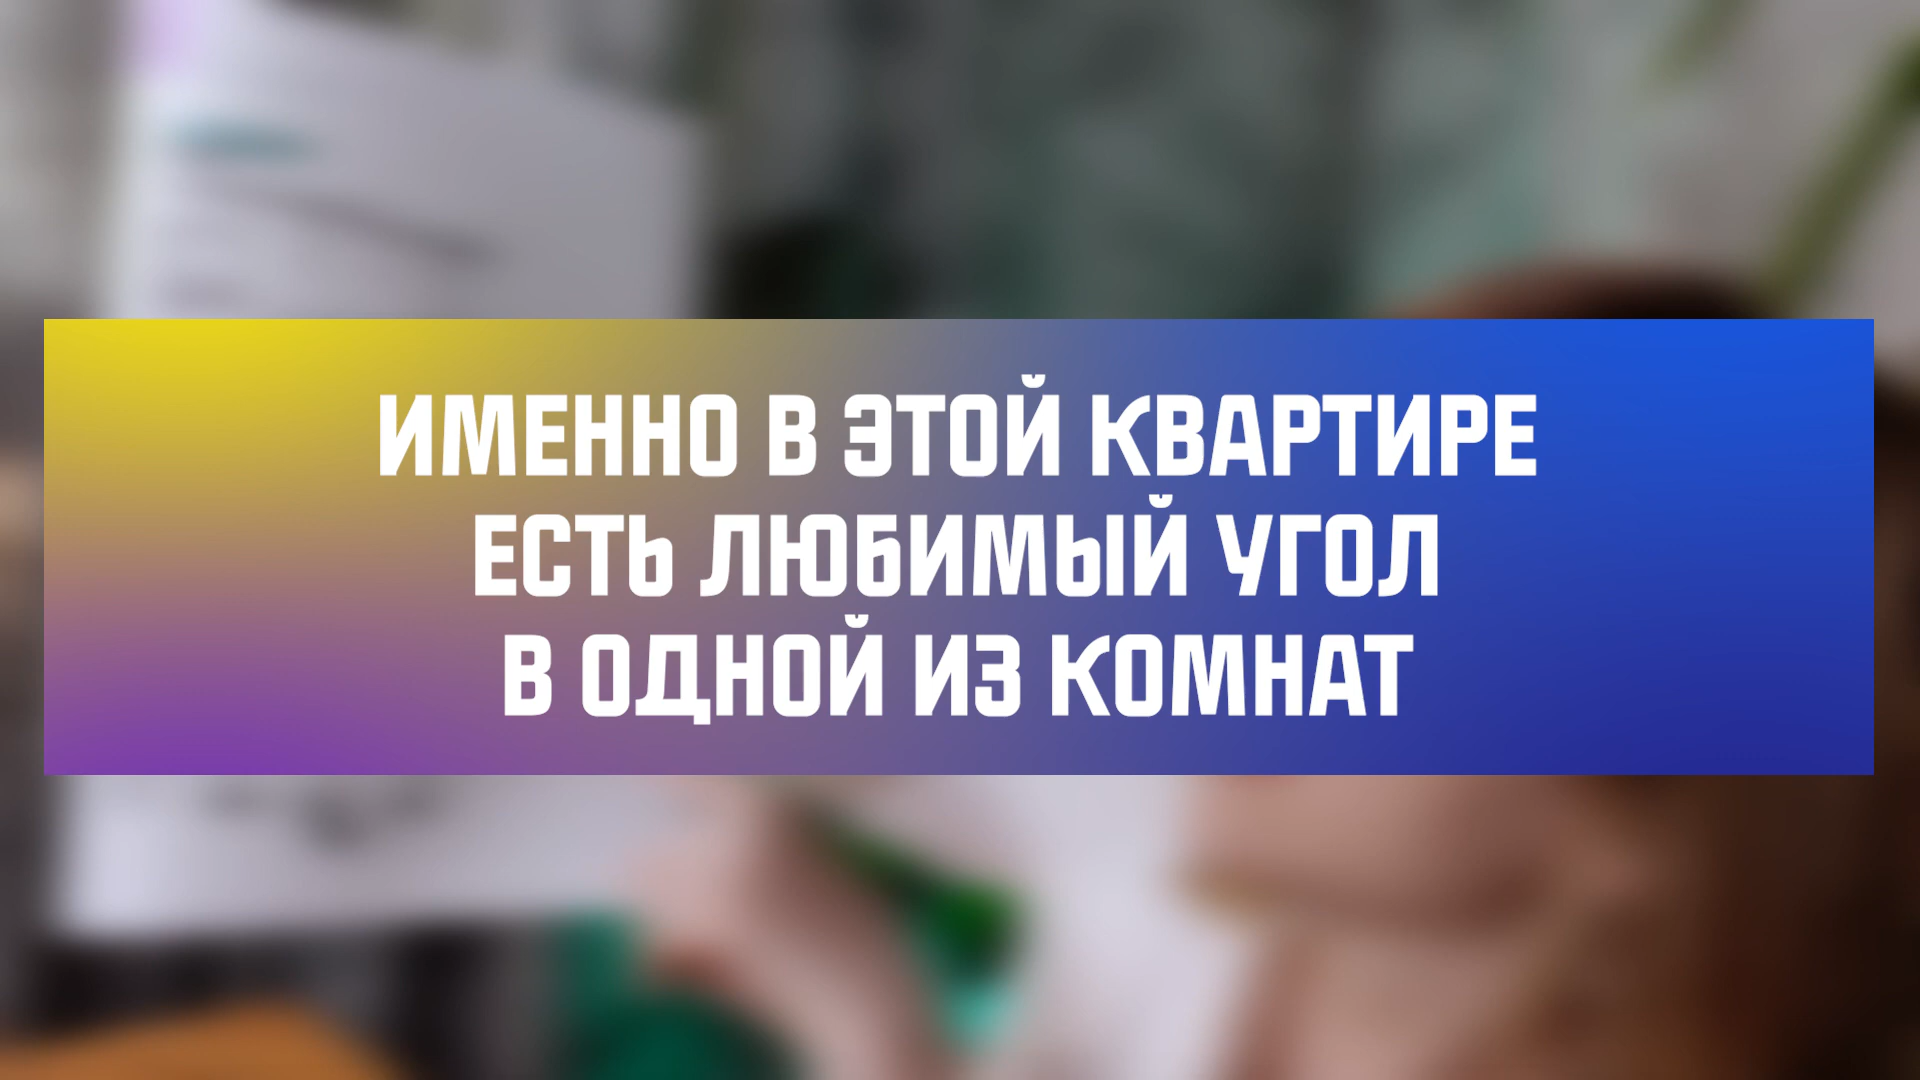 ИМЕННО В ЭТОЙ КВАРТИРЕ
ЕСТЬ ЛЮБИМЫЙ УГОЛ
В ОДНОЙ ИЗ КОМНАТ